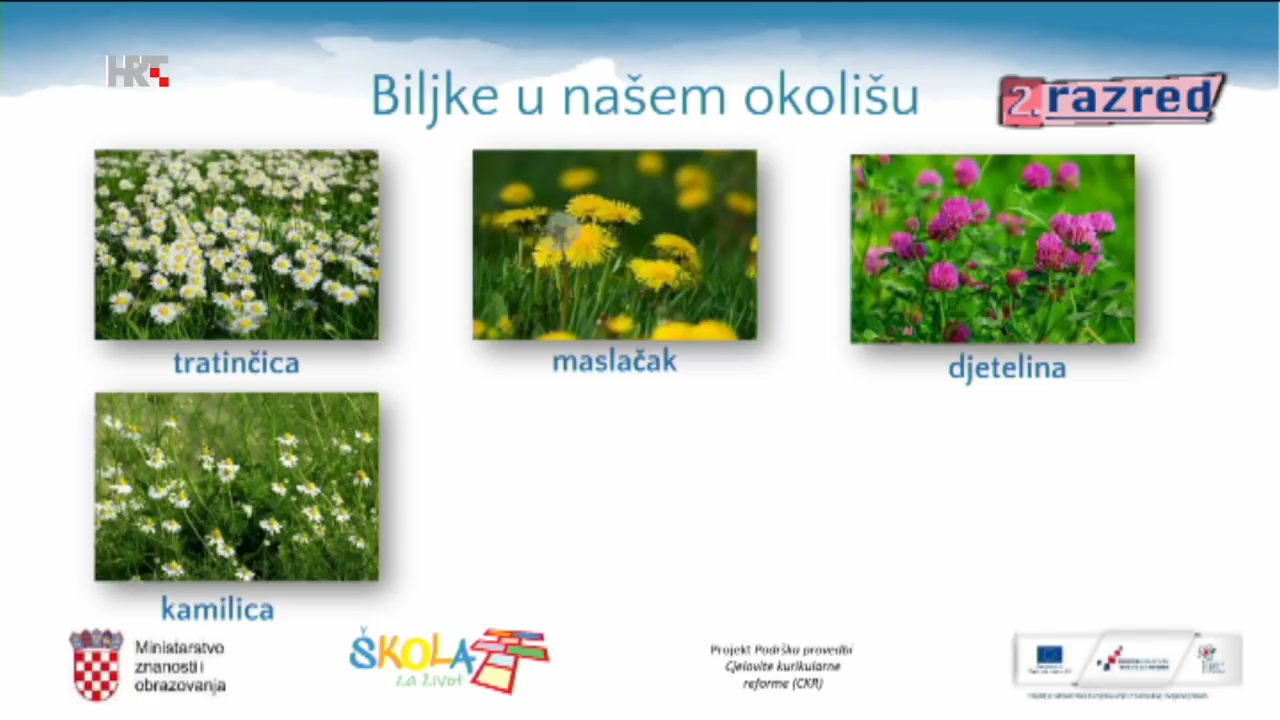 HRT
Biljke u našem okolišu
2. razred
tratinčica
maslačak
djetelina
kamilica
Ministarstvo
znanosti i
obrazovanja
ŠKOLA
za život
Projekt Podrška provedbi
Cjelovite kurikularne
reforme (CKR)